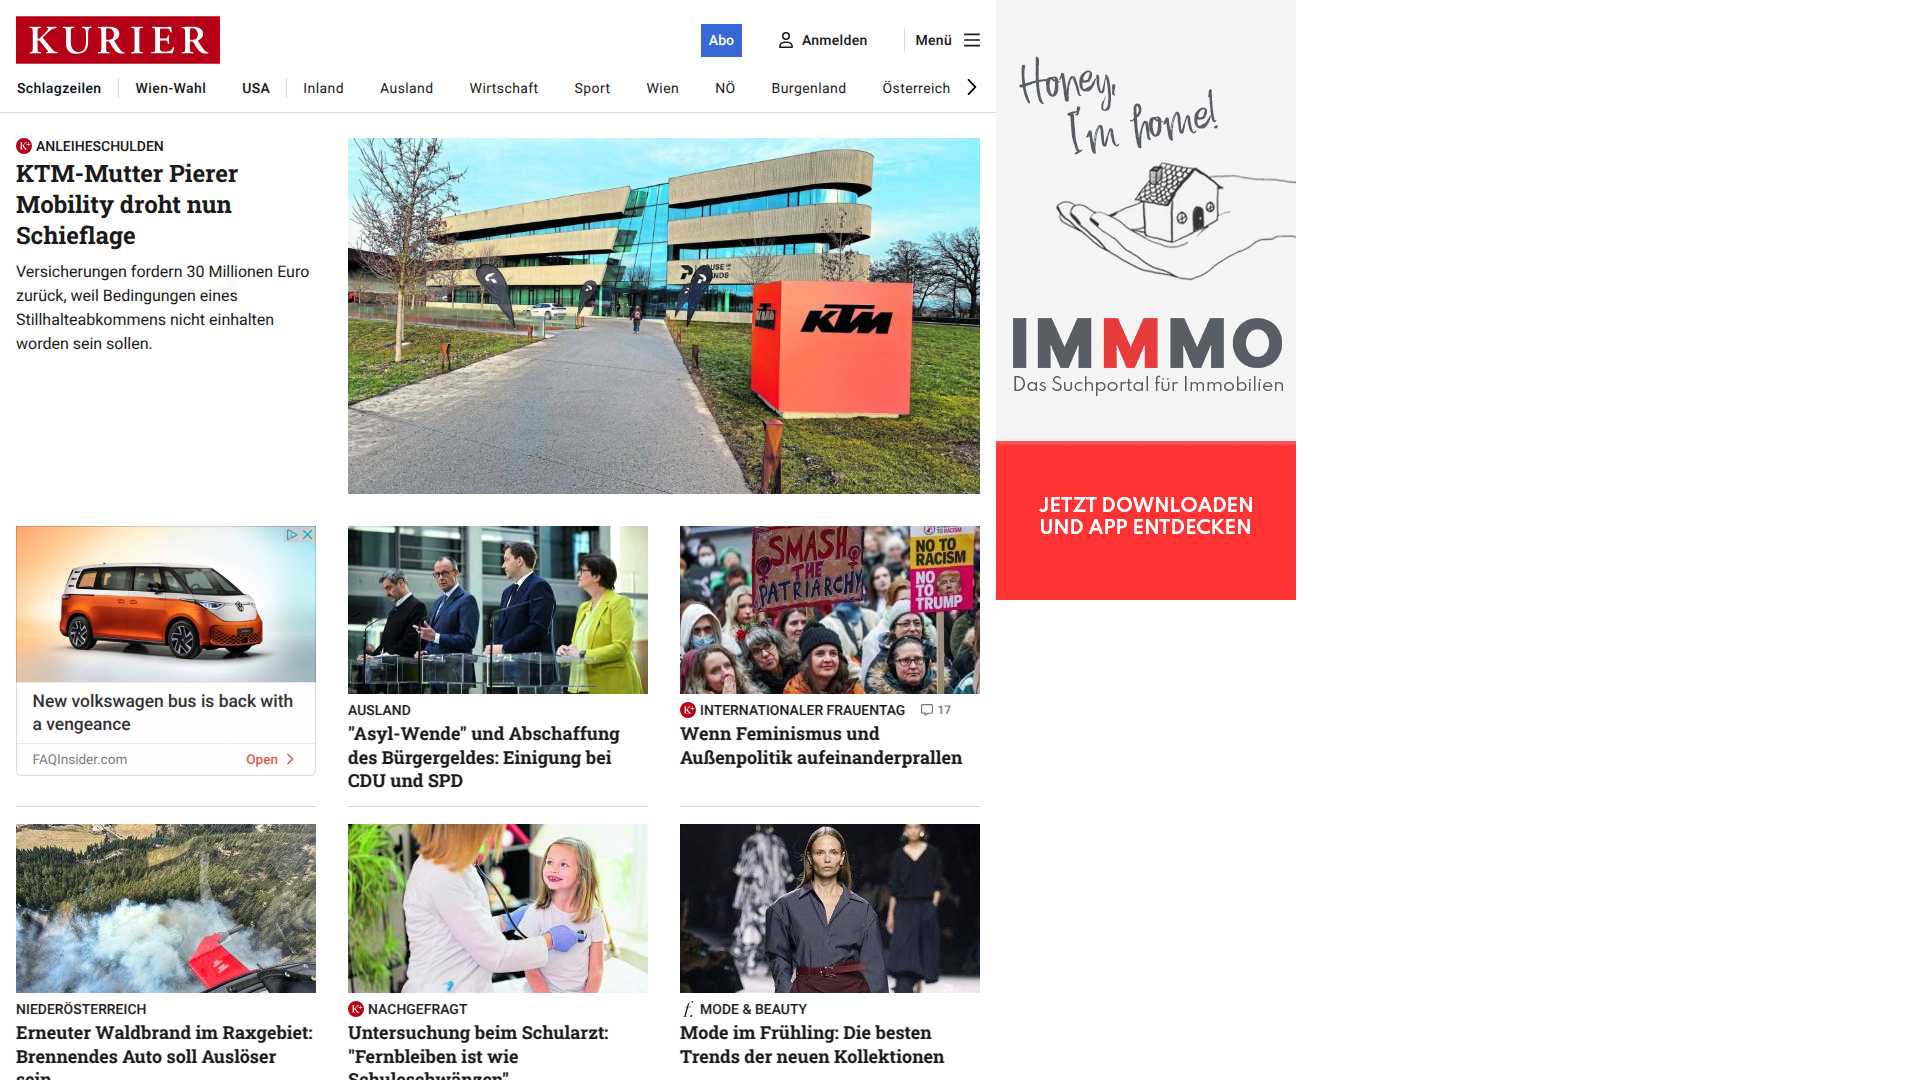 KURIER
Abo
Anmelden
Menü
Schlagzeilen
Wien-Wahl
USA
Inland
Ausland
Wirtschaft
Sport
Wien
NÖ
Burgenland
Österreich
K+ ANLEIHESCHULDEN
KTM-Mutter Pierer
Mobility droht nun
Schieflage
Versicherungen fordern 30 Millionen Euro
zurück, weil Bedingungen eines
Stillhalteabkommens nicht einhalten
worden sein sollen.
KTM
Honey,
I'm home!
IMMMO
Das Suchportal für Immobilien
JETZT DOWNLOADEN
UND APP ENTDECKEN
New volkswagen bus is back with
a vengeance
FAQInsider.com
Open
AUSLAND
"Asyl-Wende" und Abschaffung
des Bürgergeldes: Einigung bei
CDU und SPD
SMASH
THE
PATRIARCHY
NO TO
RACISM
NO
TO
TRUMP
K+ INTERNATIONALER FRAUENTAG 17
Wenn Feminismus und
Außenpolitik aufeinanderprallen
NIEDERÖSTERREICH
Erneuter Waldbrand im Raxgebiet:
Brennendes Auto soll Auslöser
sein
K+ NACHGEFRAGT
Untersuchung beim Schularzt:
"Fernbleiben ist wie
Schuleschwänzen"
f. MODE & BEAUTY
Mode im Frühling: Die besten
Trends der neuen Kollektionen